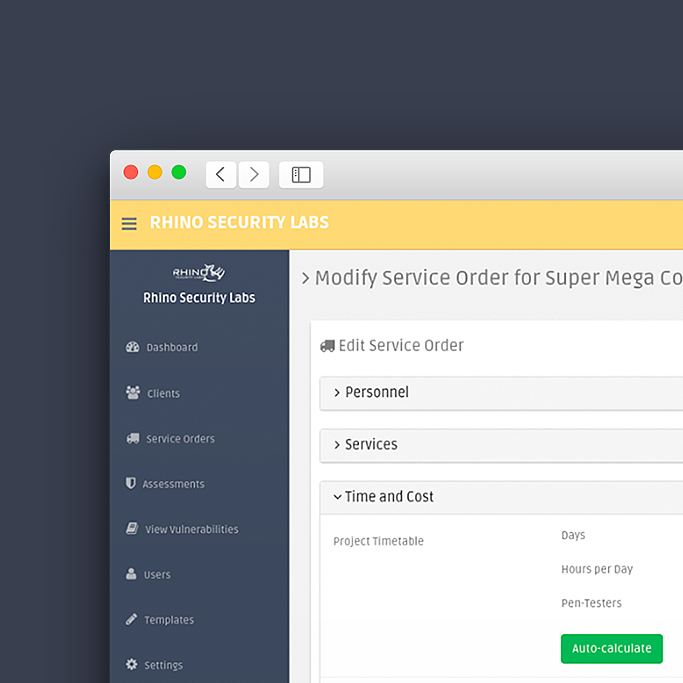 RHINO SECURITY LABS
RHINO
SECURITY LABS
Rhino Security Labs
Dashboard
Clients
Service Orders
Assessments
View Vulnerabilities
Users
Templates
Settings
Modify Service Order for Super Mega Co
Edit Service Order
Personnel
Services
Time and Cost
Project Timetable
Days
Hours per Day
Pen-Testers
Auto-calculate